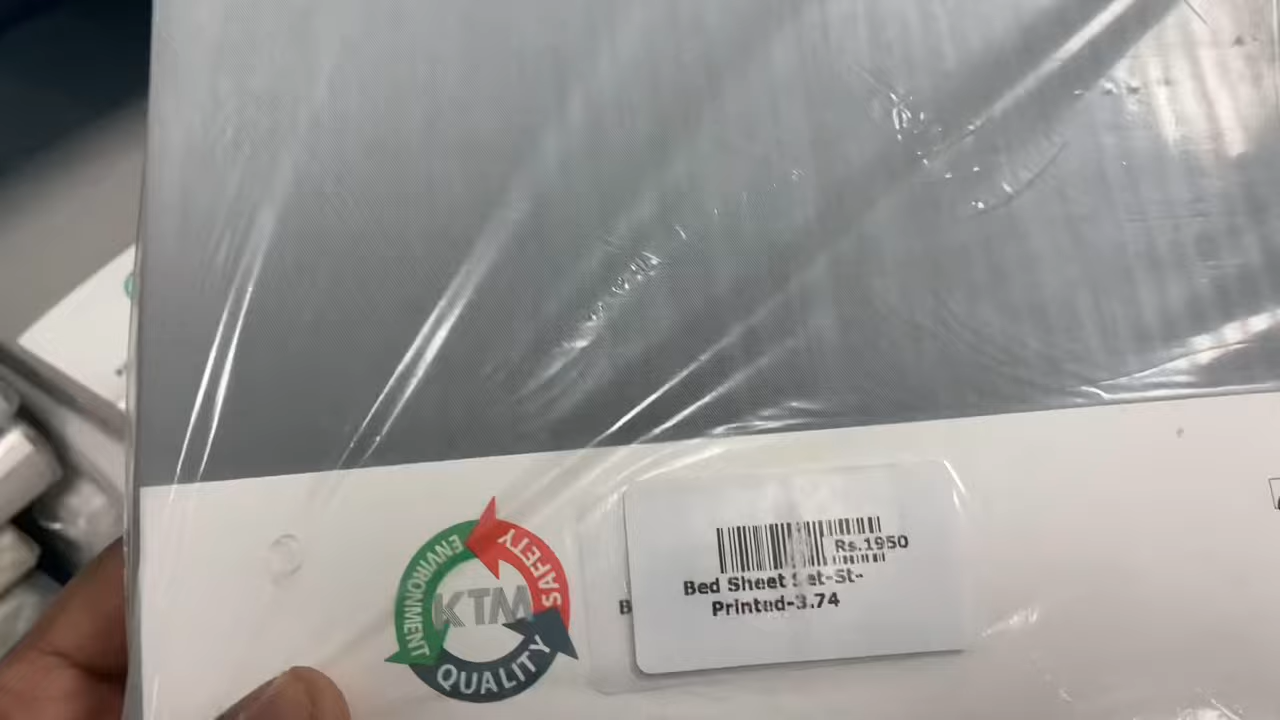 ENVIRONMENT
SAFETY
KTM
QUALITY
Rs.1950
Bed Sheet Set-St-
Printed-3.74
B